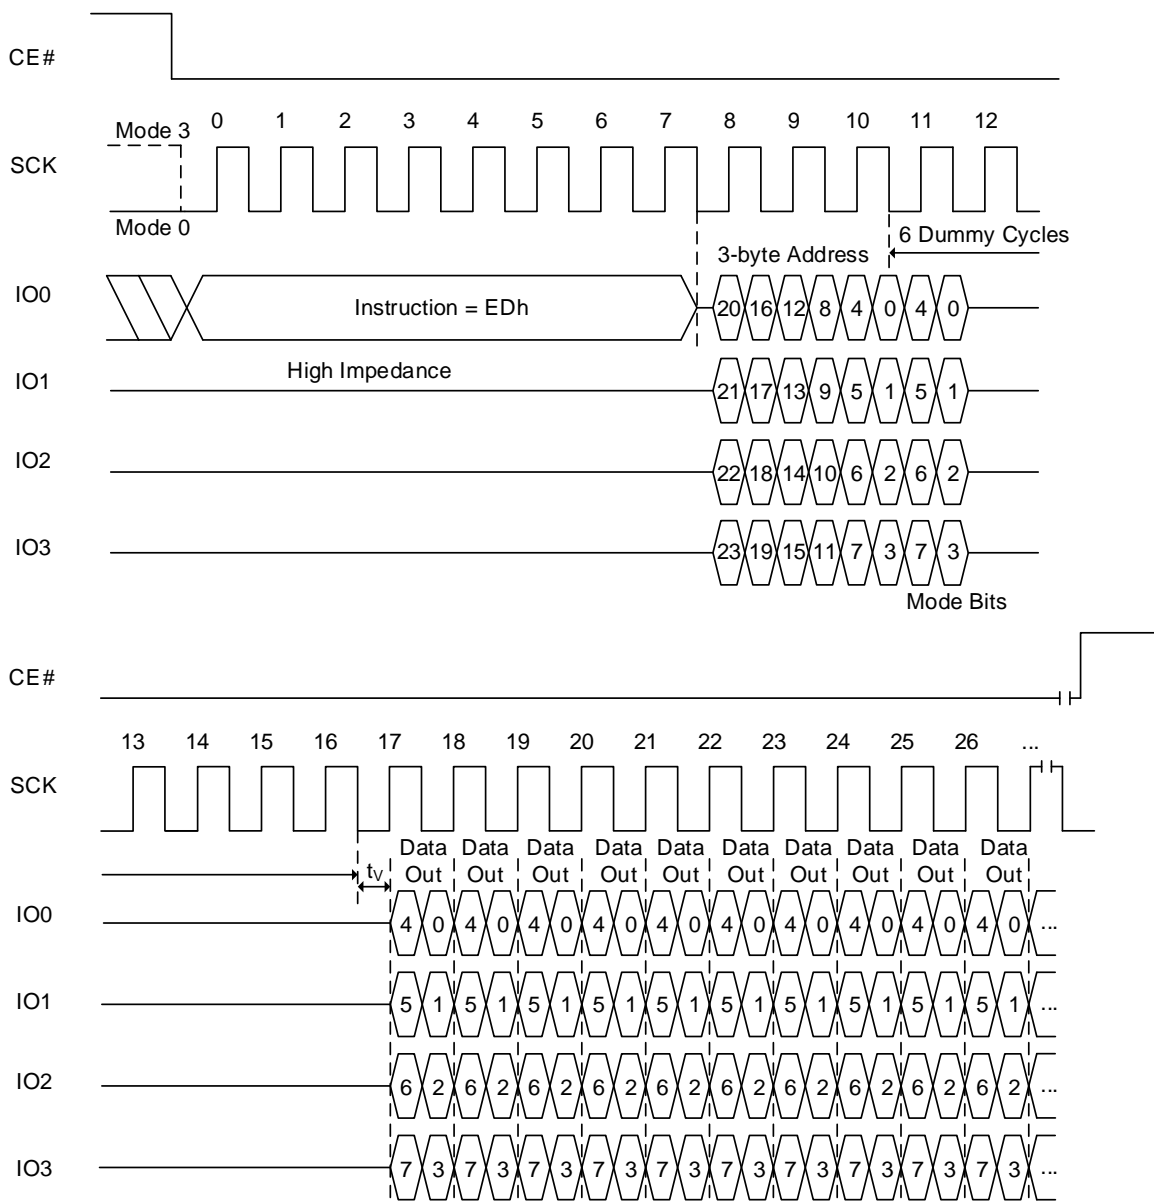 CE#
0 1 2 3 4 5 6 7 8 9 10 11 12
Mode 3
SCK
Mode 0
6 Dummy Cycles
3-byte Address
IO0 Instruction = EDh 20 16 12 8 4 0 4 0
High Impedance
IO1 21 17 13 9 5 1 5 1
IO2 22 18 14 10 6 2 6 2
IO3 23 19 15 11 7 3 7 3
Mode Bits
CE#
13 14 15 16 17 18 19 20 21 22 23 24 25 26 ...
SCK
Data Data Data Data Data Data Data Data Data Data
tV Out Out Out Out Out Out Out Out Out Out
IO0 4 0 4 0 4 0 4 0 4 0 4 0 4 0 4 0 4 0 4 0 ...
IO1 5 1 5 1 5 1 5 1 5 1 5 1 5 1 5 1 5 1 5 1 ...
IO2 6 2 6 2 6 2 6 2 6 2 6 2 6 2 6 2 6 2 6 2 ...
IO3 7 3 7 3 7 3 7 3 7 3 7 3 7 3 7 3 7 3 7 3 ...